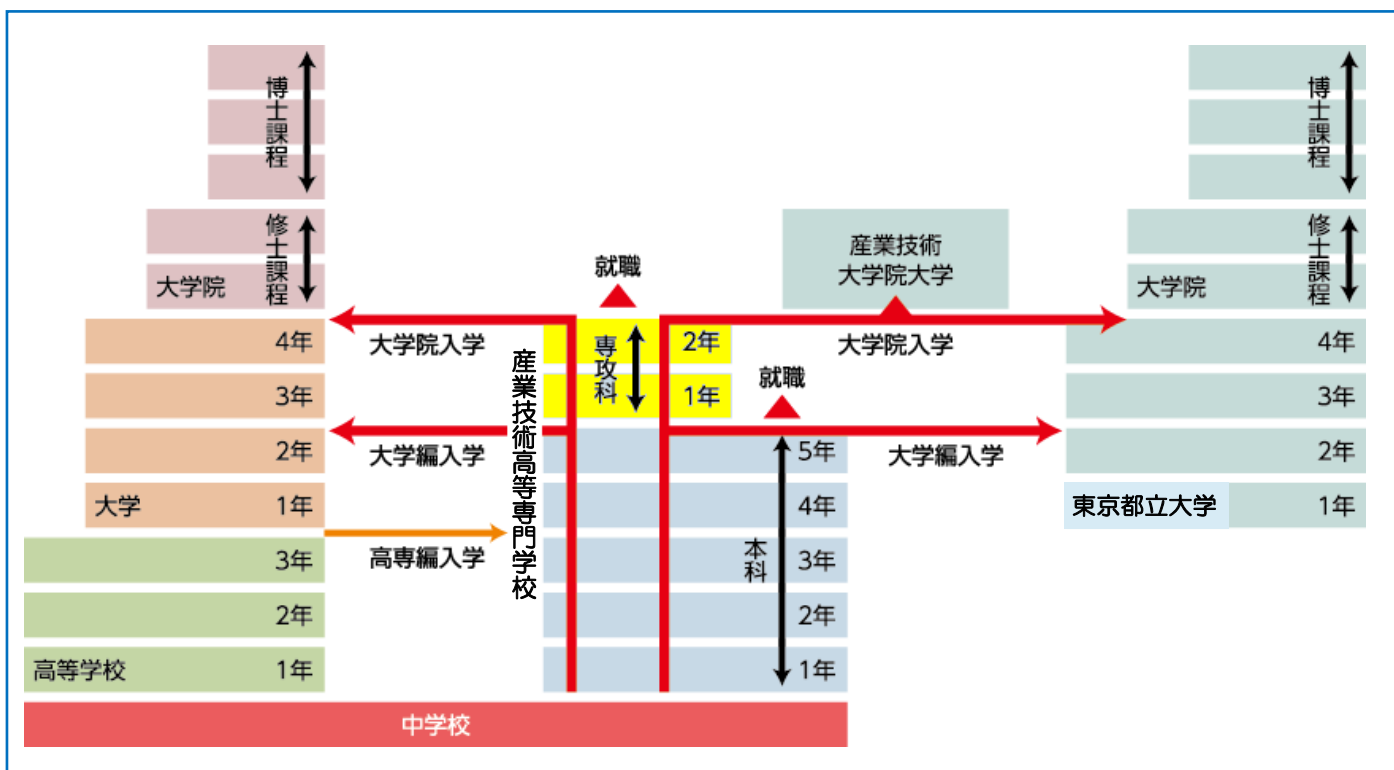 博士課程
修士課程
大学院
4年
3年
2年
大学 1年
3年
2年
高等学校 1年
中学校
大学院入学
大学編入学
高専編入学
産業技術高等専門学校
就職
専攻科
2年
1年
就職
5年
4年
3年
2年
1年
本科
産業技術
大学院大学
大学院入学
大学編入学
博士課程
修士課程
大学院
4年
3年
2年
東京都立大学 1年